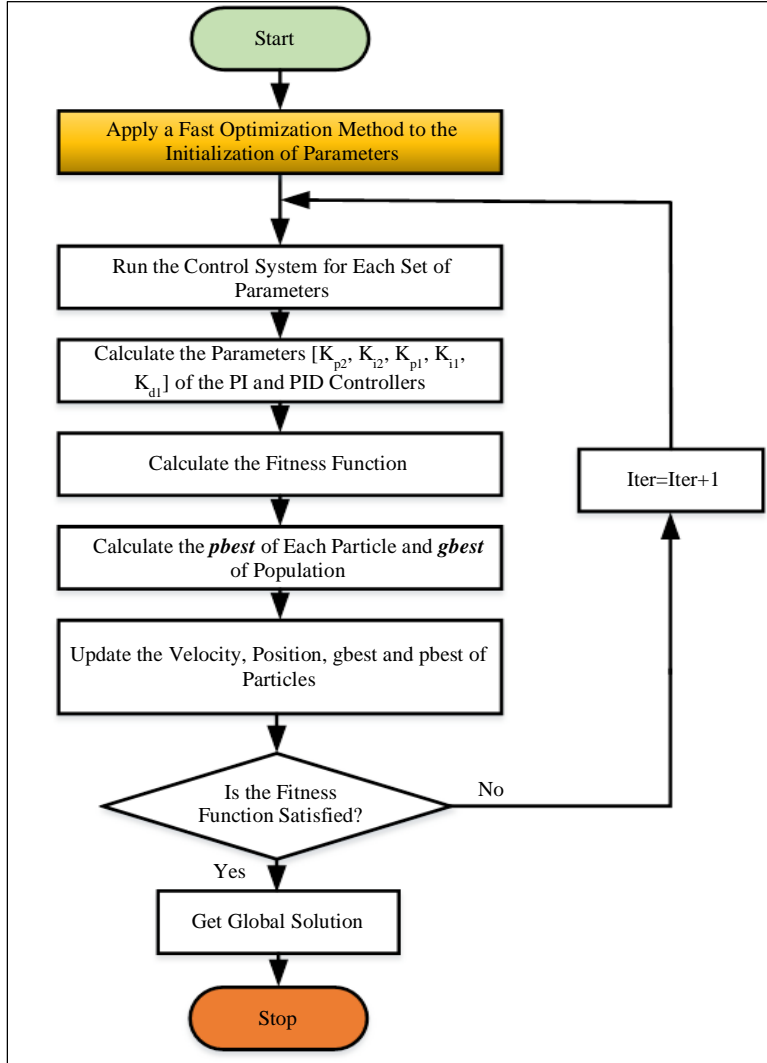 Start
Apply a Fast Optimization Method to the
Initialization of Parameters
Run the Control System for Each Set of
Parameters
Calculate the Parameters [Kp2, Ki2, Kp1, Ki1,
Kd1] of the PI and PID Controllers
Calculate the Fitness Function
Iter=Iter+1
Calculate the pbest of Each Particle and gbest
of Population
Update the Velocity, Position, gbest and pbest of
Particles
Is the Fitness
Function Satisfied?
No
Yes
Get Global Solution
Stop